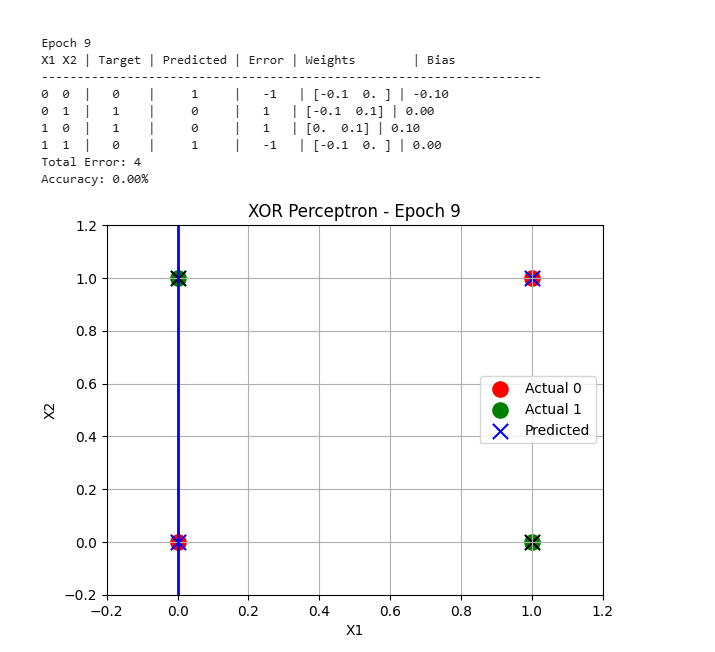 Epoch 9
X1 X2 | Target | Predicted | Error | Weights | Bias
----------------------------------------------------------------------
0 0 | 0 | 1 | -1 | [-0.1 0. ] | -0.10
0 1 | 1 | 0 | 1 | [-0.1 0.1] | 0.00
1 0 | 1 | 0 | 1 | [0. 0.1] | 0.10
1 1 | 0 | 1 | -1 | [-0.1 0. ] | 0.00
Total Error: 4
Accuracy: 0.00%
XOR Perceptron - Epoch 9
1.2
1.0
0.8
0.6
0.4
0.2
0.0
−0.2
X2
Actual 0
Actual 1
Predicted
−0.2 0.0 0.2 0.4 0.6 0.8 1.0 1.2
X1